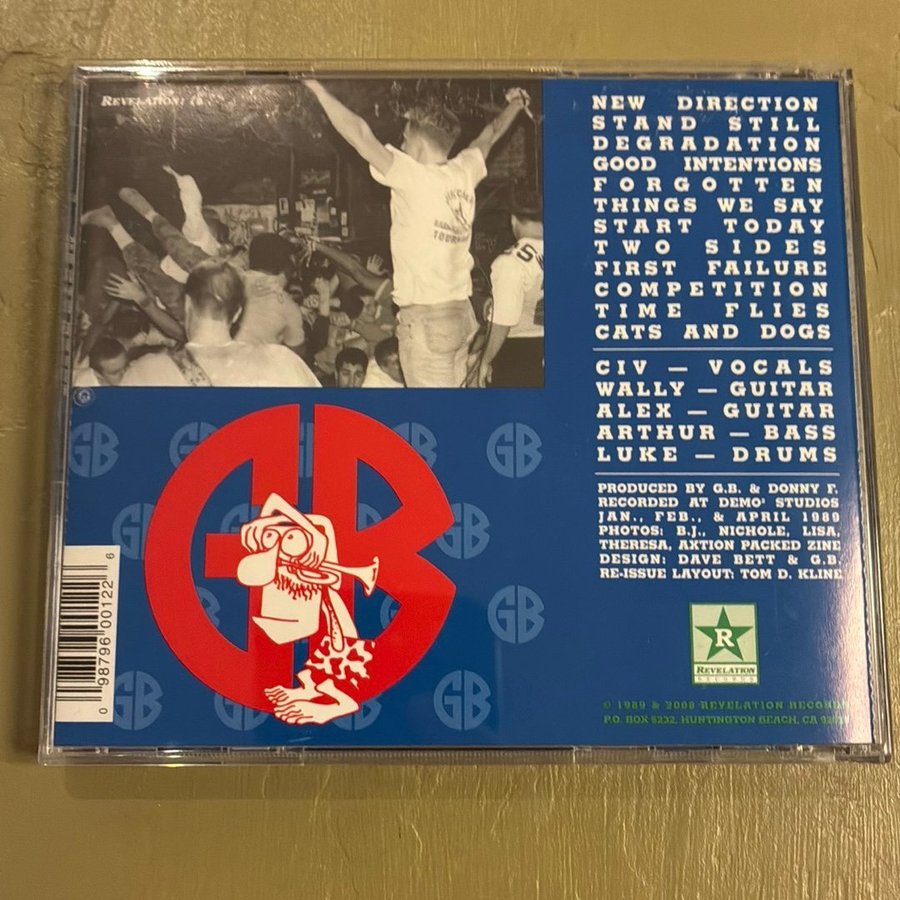 REVELATION:
NEW DIRECTION
STAND STILL
DEGRADATION
GOOD INTENTIONS
FORGOTTEN
THINGS WE SAY
START TODAY
TWO SIDES
FIRST FAILURE
COMPETITION
TIME FLIES
CATS AND DOGS
CIV — VOCALS
WALLY — GUITAR
ALEX — GUITAR
ARTHUR — BASS
LUKE — DRUMS
PRODUCED BY G.B. & DONNY F.
RECORDED AT DEMO' STUDIOS
JAN., FEB., & APRIL 1989
PHOTOS: B.J., NICHOLE, LISA,
THERESA, AXTION PACKED ZINE
DESIGN: DAVE BETT & G.B.
RE-ISSUE LAYOUT: TOM D. KLINE
R
REVELATION
RECORDS
© 1989 & 2000 REVELATION RECORDS
P.O. BOX 5232, HUNTINGTON BEACH, CA
GB
GB
GB
GB
GB
GB
GB
GB
0 98796 00122 6